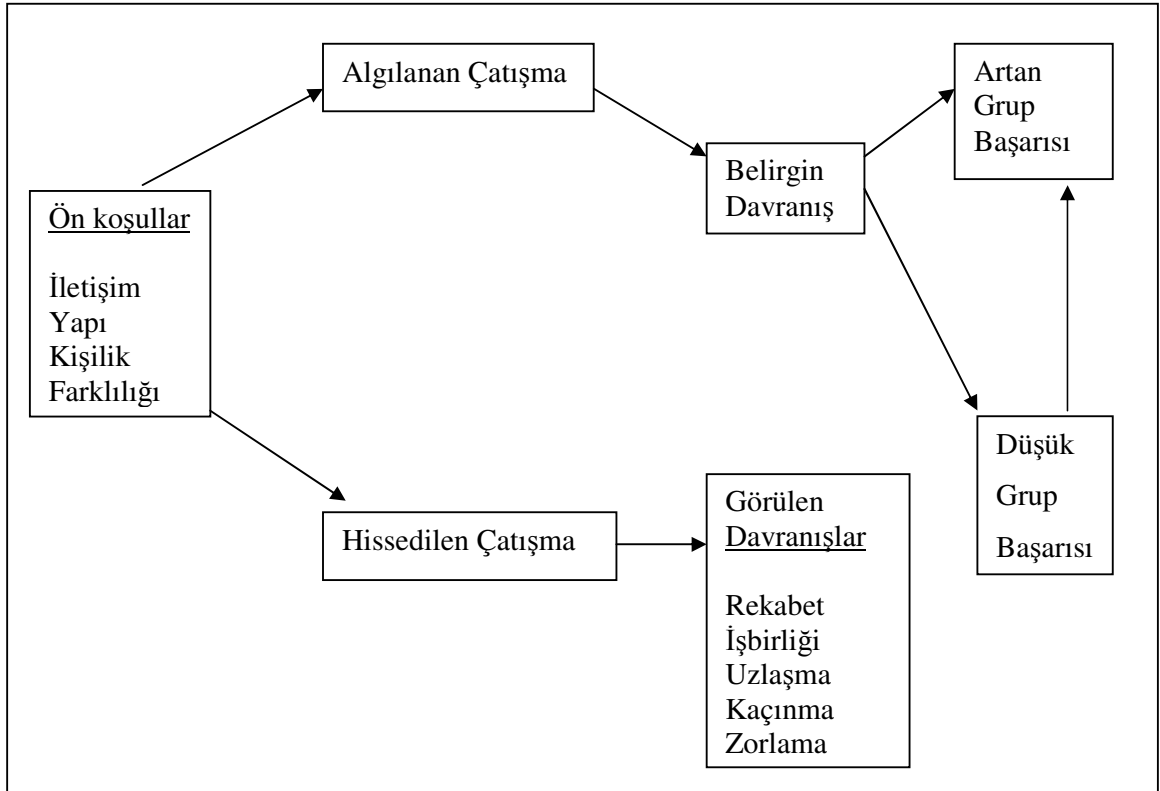 Algılanan Çatışma
Artan
Grup
Başarısı
Belirgin
Davranış
Ön koşullar
İletişim
Yapı
Kişilik
Farklılığı
Hissedilen Çatışma
Görülen
Davranışlar
Rekabet
İşbirliği
Uzlaşma
Kaçınma
Zorlama
Düşük
Grup
Başarısı